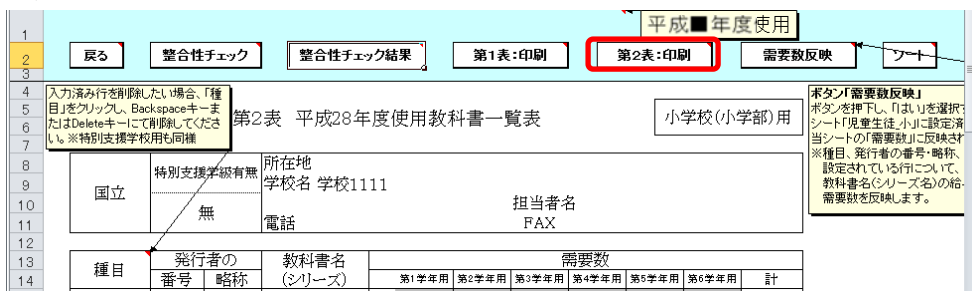 1
平成■年度使用
2
戻る 整合性チェック 整合性チェック結果 第1表:印刷 第2表:印刷 需要数反映 ソート
3
4
入力済み行を削除したい場合、「種
目」をクリックし、Backspaceキーま
たはDeleteキーにて削除してくださ
い。※特別支援学校用も同様
5
6
7
第2表 平成28年度使用教科書一覧表
小学校(小学部)用
ボタン「需要数反映」
ボタンを押下し、「はい」を選択
シート「児童生徒_小」に設定済
当シートの「需要数」に反映され
※種目、発行者の番号・略称、
設定されている行について、
教科書名(シリーズ名)の給
需要数を反映します。
8
9
10
11
国立
特別支援学級有無
無
所在地
学校名 学校1111
担当者名
電話 FAX
12
13
14
種目 発行者の 教科書名 需要数
番号 略称 (シリーズ) 第1学年用 第2学年用 第3学年用 第4学年用 第5学年用 第6学年用 計